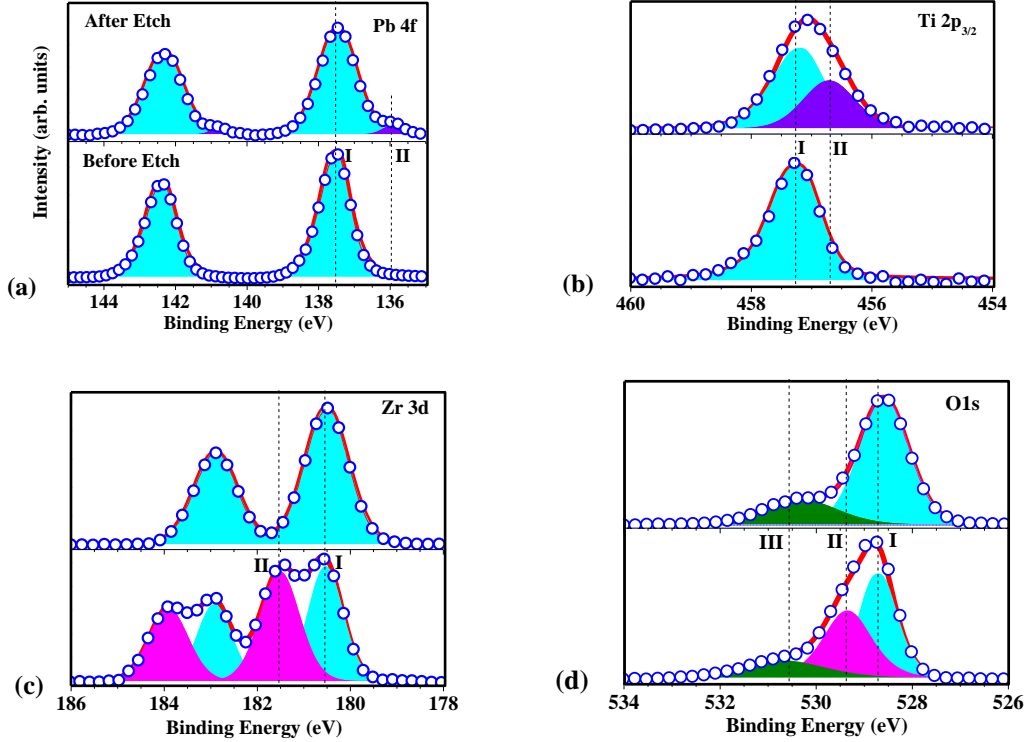 After Etch
Pb 4f
Before Etch
I
II
Intensity (arb. units)
(a)
144 142 140 138 136
Binding Energy (eV)
Ti 2p3/2
I
II
(b)
460 458 456 454
Binding Energy (eV)
Zr 3d
II
I
(c)
186 184 182 180 178
Binding Energy (eV)
O1s
III
II
I
(d)
534 532 530 528 526
Binding Energy (eV)